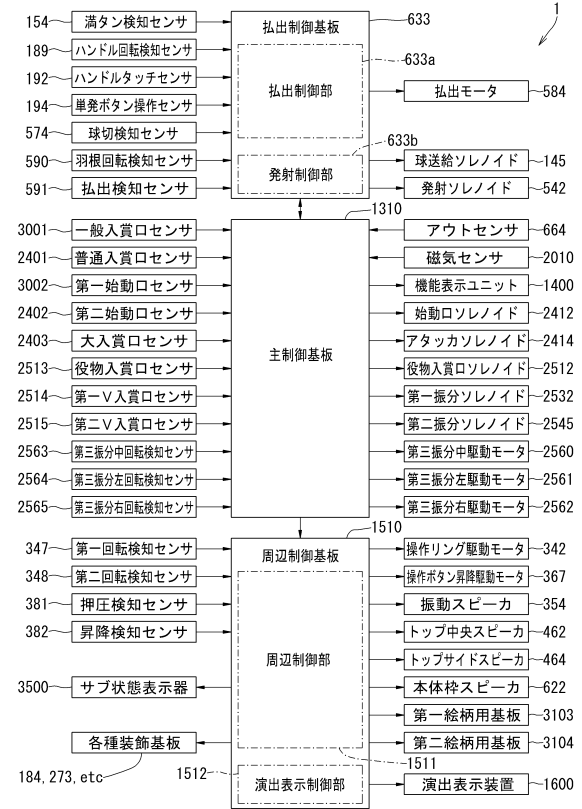 154 満タン検知センサ 払出制御基板 633 1
189 ハンドル回転検知センサ 633a
192 ハンドルタッチセンサ 払出制御部 払出モータ 584
194 単発ボタン操作センサ
574 球切検知センサ 633b
590 羽根回転検知センサ 発射制御部 球送給ソレノイド 145
591 払出検知センサ 発射ソレノイド 542
1310
3001 一般入賞口センサ アウトセンサ 664
2401 普通入賞口センサ 磁気センサ 2010
3002 第一始動口センサ 機能表示ユニット 1400
2402 第二始動口センサ 始動口ソレノイド 2412
2403 大入賞口センサ 主制御基板 アタッカソレノイド 2414
2513 役物入賞口センサ 役物入賞口ソレノイド 2512
2514 第一V入賞口センサ 第一振分ソレノイド 2532
2515 第二V入賞口センサ 第二振分ソレノイド 2545
2563 第三振分中回転検知センサ 第三振分中駆動モータ 2560
2564 第三振分左回転検知センサ 第三振分左駆動モータ 2561
2565 第三振分右回転検知センサ 第三振分右駆動モータ 2562
1510
347 第一回転検知センサ 周辺制御基板 操作リング駆動モータ 342
348 第二回転検知センサ 操作ボタン昇降駆動モータ 367
381 押圧検知センサ 振動スピーカ 354
382 昇降検知センサ トップ中央スピーカ 462
周辺制御部 トップサイドスピーカ 464
3500 サブ状態表示器 本体枠スピーカ 622
第一絵柄用基板 3103
各種装飾基板 第二絵柄用基板 3104
184, 273, etc 1512 1511
演出表示制御部 演出表示装置 1600